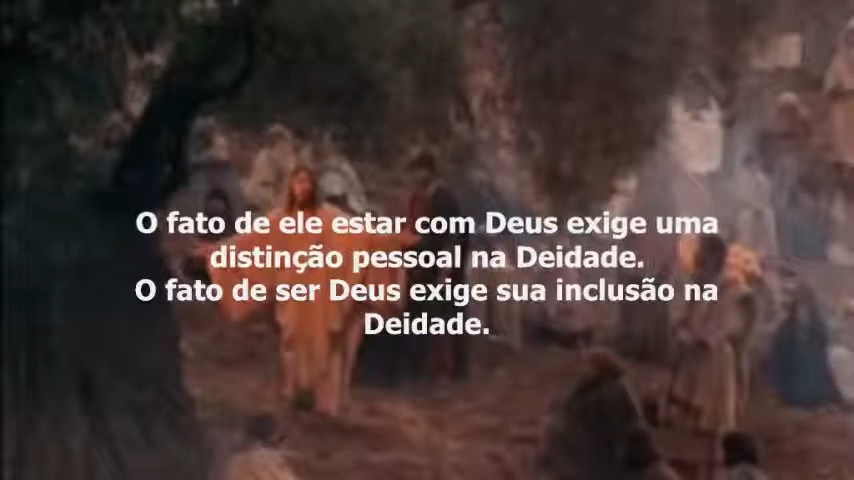 O fato de ele estar com Deus exige uma
distinção pessoal na Deidade.
O fato de ser Deus exige sua inclusão na
Deidade.